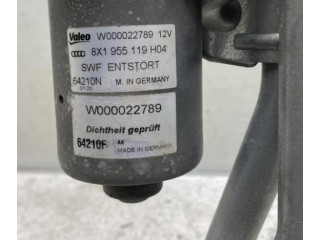 Valeo W000022789 12V
8X1 955 119 H04
SWF ENTSTÖRT
64210N M. IN GERMANY
W000022789
Dichtheit geprüft
64210F AK
MADE IN GERMANY